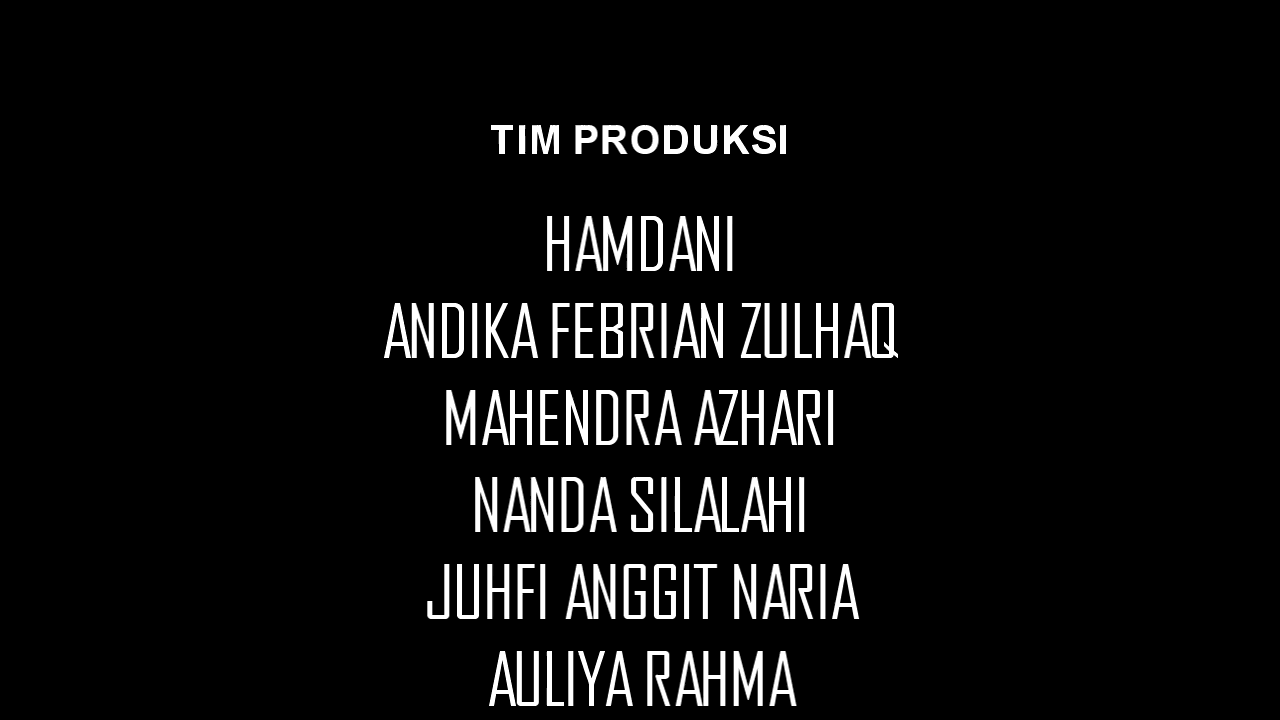 TIM PRODUKSI
HAMDANI
ANDIKA FEBRIAN ZULHAQ
MAHENDRA AZHARI
NANDA SILALAHI
JUHFI ANGGIT NARIA
AULIYA RAHMA